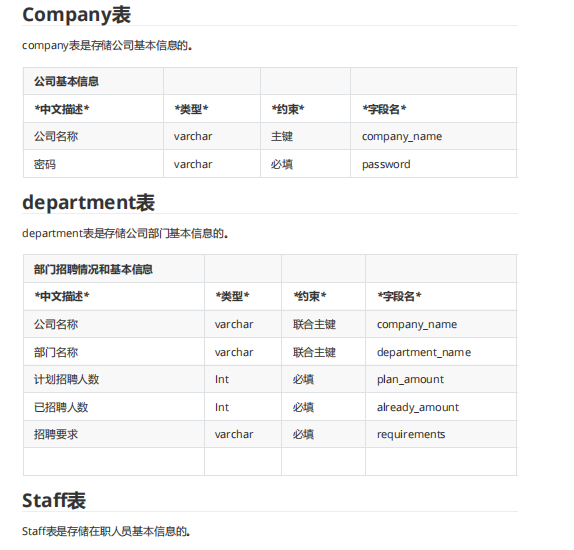 Company表
company表是存储公司基本信息的。
公司基本信息
*中文描述* *类型* *约束* *字段名*
公司名称 varchar 主键 company_name
密码 varchar 必填 password
department表
department表是存储公司部门基本信息的。
部门招聘情况和基本信息
*中文描述* *类型* *约束* *字段名*
公司名称 varchar 联合主键 company_name
部门名称 varchar 联合主键 department_name
计划招聘人数 Int 必填 plan_amount
已招聘人数 Int 必填 already_amount
招聘要求 varchar 必填 requirements
Staff表
Staff表是存储在职人员基本信息的。